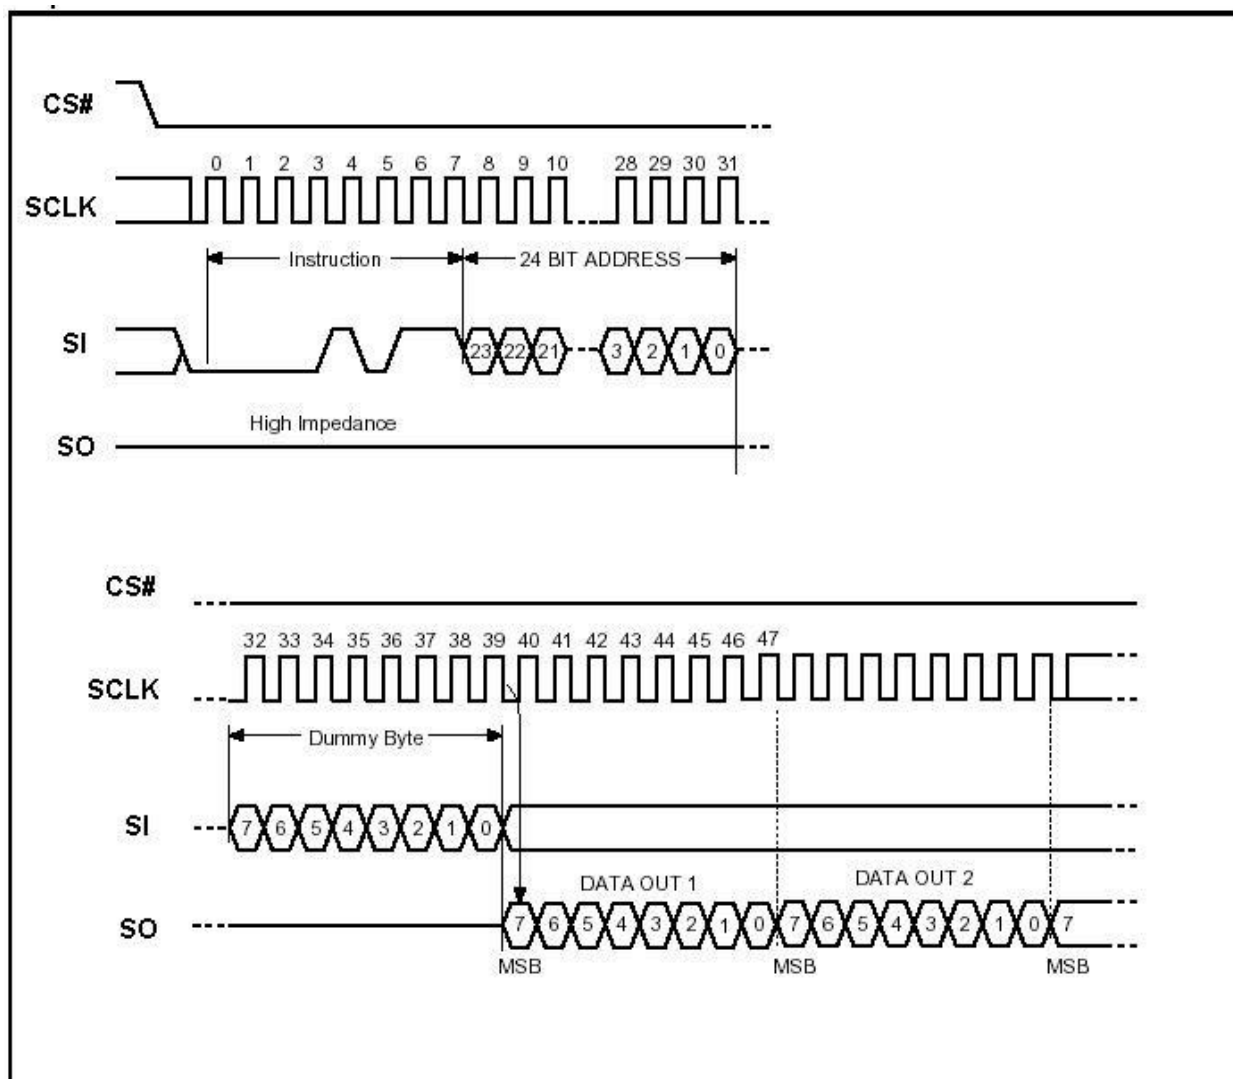 CS#
0 1 2 3 4 5 6 7 8 9 10 28 29 30 31
SCLK
Instruction 24 BIT ADDRESS
SI
23 22 21 3 2 1 0
High Impedance
SO
CS#
32 33 34 35 36 37 38 39 40 41 42 43 44 45 46 47
SCLK
Dummy Byte
SI
7 6 5 4 3 2 1 0
DATA OUT 1 DATA OUT 2
SO
7 6 5 4 3 2 1 0 7 6 5 4 3 2 1 0 7
MSB MSB MSB